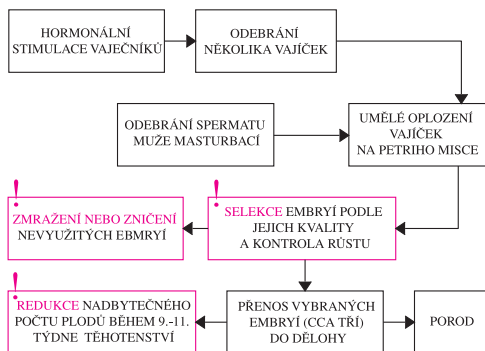 HORMONÁLNÍ
STIMULACE VAJEČNÍKŮ
ODEBRÁNÍ
NĚKOLIKA VAJÍČEK
ODEBRÁNÍ SPERMATU
MUŽE MASTURBACÍ
UMĚLÉ OPLOZENÍ
VAJÍČEK
NA PETRIHO MISCE
!
ZMRAŽENÍ NEBO ZNIČENÍ
NEVYUŽITÝCH EBMRYÍ
!
SELEKCE EMBRYÍ PODLE
JEJICH KVALITY
A KONTROLA RŮSTU
!
REDUKCE NADBYTEČNÉHO
POČTU PLODŮ BĚHEM 9.-11.
TÝDNE TĚHOTENSTVÍ
PŘENOS VYBRANÝCH
EMBRYÍ (CCA TŘÍ)
DO DĚLOHY
POROD